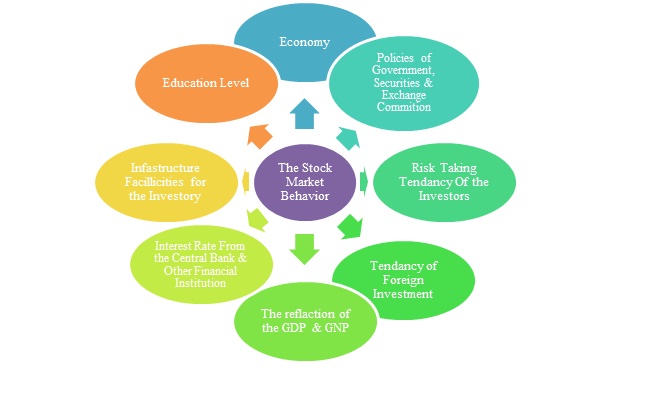 Economy
Policies of
Government,
Securities &
Exchange
Commition
Education Level
The Stock
Market
Behavior
Infastructure
Facillicities for
the Investory
Risk Taking
Tendancy Of the
Investors
Interest Rate From
the Central Bank &
Other Financial
Institution
Tendancy of
Foreign
Investment
The reflaction of
the GDP & GNP